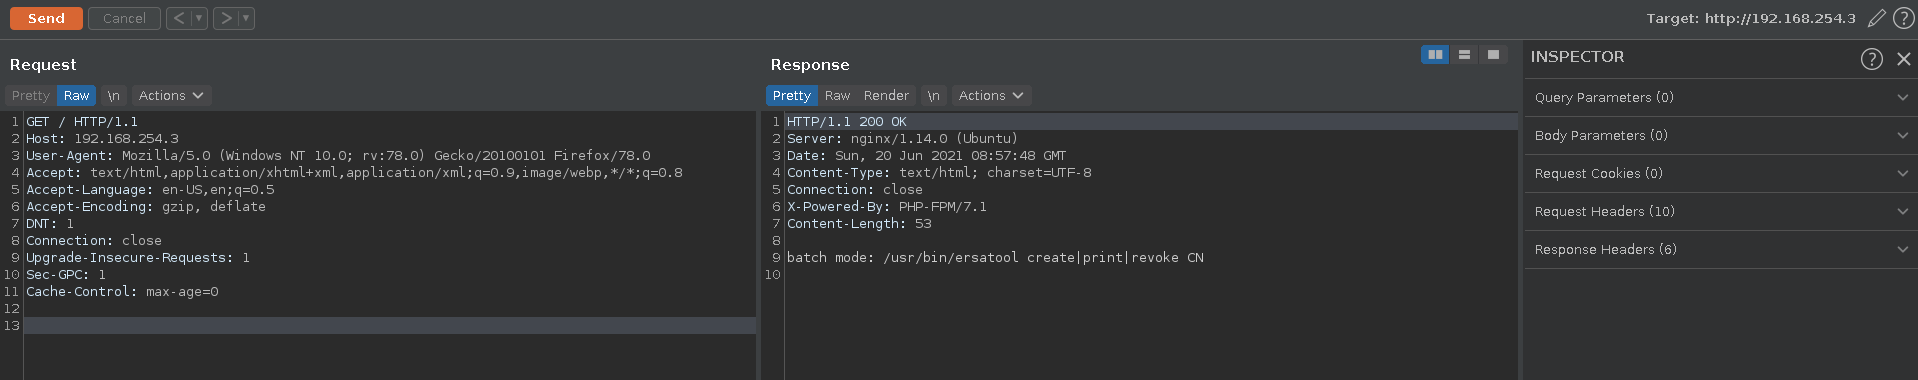 Send Cancel < > Target: http://192.168.254.3 ?
Request
Pretty Raw \n Actions
1 GET / HTTP/1.1
2 Host: 192.168.254.3
3 User-Agent: Mozilla/5.0 (Windows NT 10.0; rv:78.0) Gecko/20100101 Firefox/78.0
4 Accept: text/html,application/xhtml+xml,application/xml;q=0.9,image/webp,*/*;q=0.8
5 Accept-Language: en-US,en;q=0.5
6 Accept-Encoding: gzip, deflate
7 DNT: 1
8 Connection: close
9 Upgrade-Insecure-Requests: 1
10 Sec-GPC: 1
11 Cache-Control: max-age=0
12
13
Response
Pretty Raw Render \n Actions
1 HTTP/1.1 200 OK
2 Server: nginx/1.14.0 (Ubuntu)
3 Date: Sun, 20 Jun 2021 08:57:48 GMT
4 Content-Type: text/html; charset=UTF-8
5 Connection: close
6 X-Powered-By: PHP-FPM/7.1
7 Content-Length: 53
8
9 batch mode: /usr/bin/ersatool create|print|revoke CN
10
INSPECTOR ?
Query Parameters (0)
Body Parameters (0)
Request Cookies (0)
Request Headers (10)
Response Headers (6)